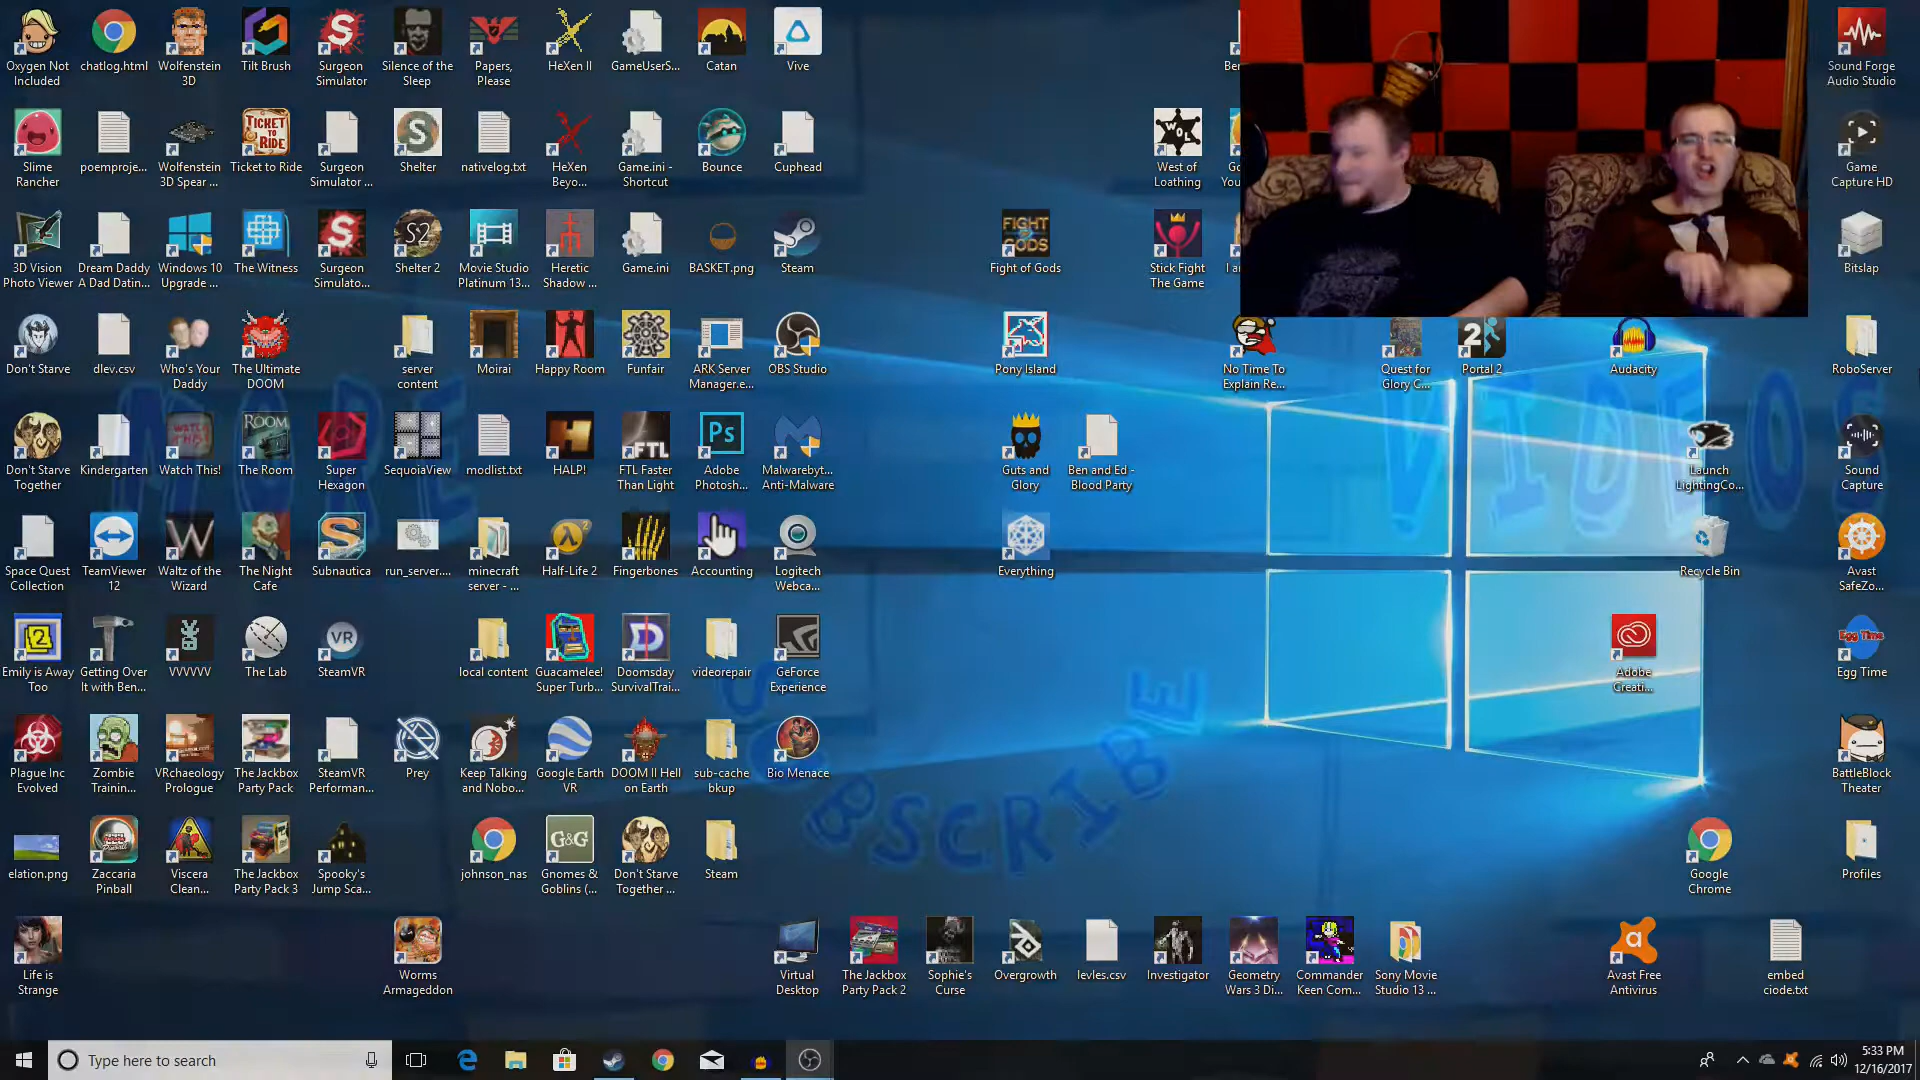 Oxygen Not
Included
chatlog.html
Wolfenstein
3D
Tilt Brush
Surgeon
Simulator
Silence of the
Sleep
Papers,
Please
HeXen II
GameUserS...
Catan
Vive
Ber
Sound Forge
Audio Studio
Slime
Rancher
poemproje...
Wolfenstein
3D Spear ...
Ticket to Ride
Surgeon
Simulator ...
Shelter
nativelog.txt
HeXen
Beyo...
Game.ini -
Shortcut
Bounce
Cuphead
West of
Loathing
Go
You
Game
Capture HD
3D Vision
Photo Viewer
Dream Daddy
A Dad Datin...
Windows 10
Upgrade ...
The Witness
Surgeon
Simulato...
Shelter 2
Movie Studio
Platinum 13...
Heretic
Shadow ...
Game.ini
BASKET.png
Steam
Fight of Gods
Stick Fight
The Game
I ar
Bitslap
Don't Starve
dlev.csv
Who's Your
Daddy
The Ultimate
DOOM
server
content
Moirai
Happy Room
Funfair
ARK Server
Manager.e...
OBS Studio
Pony Island
No Time To
Explain Re...
Quest for
Glory C...
Portal 2
Audacity
RoboServer
MORE
VIDEOS
Don't Starve
Together
Kindergarten
Watch This!
The Room
Super
Hexagon
SequoiaView
modlist.txt
HALP!
FTL Faster
Than Light
Adobe
Photosh...
Malwarebyt...
Anti-Malware
Guts and
Glory
Ben and Ed -
Blood Party
Launch
LightingCo...
Sound
Capture
Space Quest
Collection
TeamViewer
12
Waltz of the
Wizard
The Night
Cafe
Subnautica
run_server....
minecraft
server - ...
Half-Life 2
Fingerbones
Accounting
Logitech
Webca...
Everything
Recycle Bin
Avast
SafeZo...
Emily is Away
Too
Getting Over
It with Ben...
VVVVVV
The Lab
SteamVR
local content
Guacamelee!
Super Turb...
Doomsday
SurvivalTrai...
videorepair
GeForce
Experience
Adobe
Creati...
Egg Time
SUBSCRIBE
Plague Inc
Evolved
Zombie
Trainin...
VRchaeology
Prologue
The Jackbox
Party Pack
SteamVR
Performan...
Prey
Keep Talking
and Nobo...
Google Earth
VR
DOOM II Hell
on Earth
sub-cache
bkup
Bio Menace
BattleBlock
Theater
elation.png
Zaccaria
Pinball
Viscera
Clean...
The Jackbox
Party Pack 3
Spooky's
Jump Sca...
johnson_nas
Gnomes &
Goblins (...
Don't Starve
Together ...
Steam
Google
Chrome
Profiles
Life is
Strange
Worms
Armageddon
Virtual
Desktop
The Jackbox
Party Pack 2
Sophie's
Curse
Overgrowth
levles.csv
Investigator
Geometry
Wars 3 Di...
Commander
Keen Com...
Sony Movie
Studio 13 ...
Avast Free
Antivirus
embed
ciode.txt
Type here to search
5:33 PM
12/16/2017